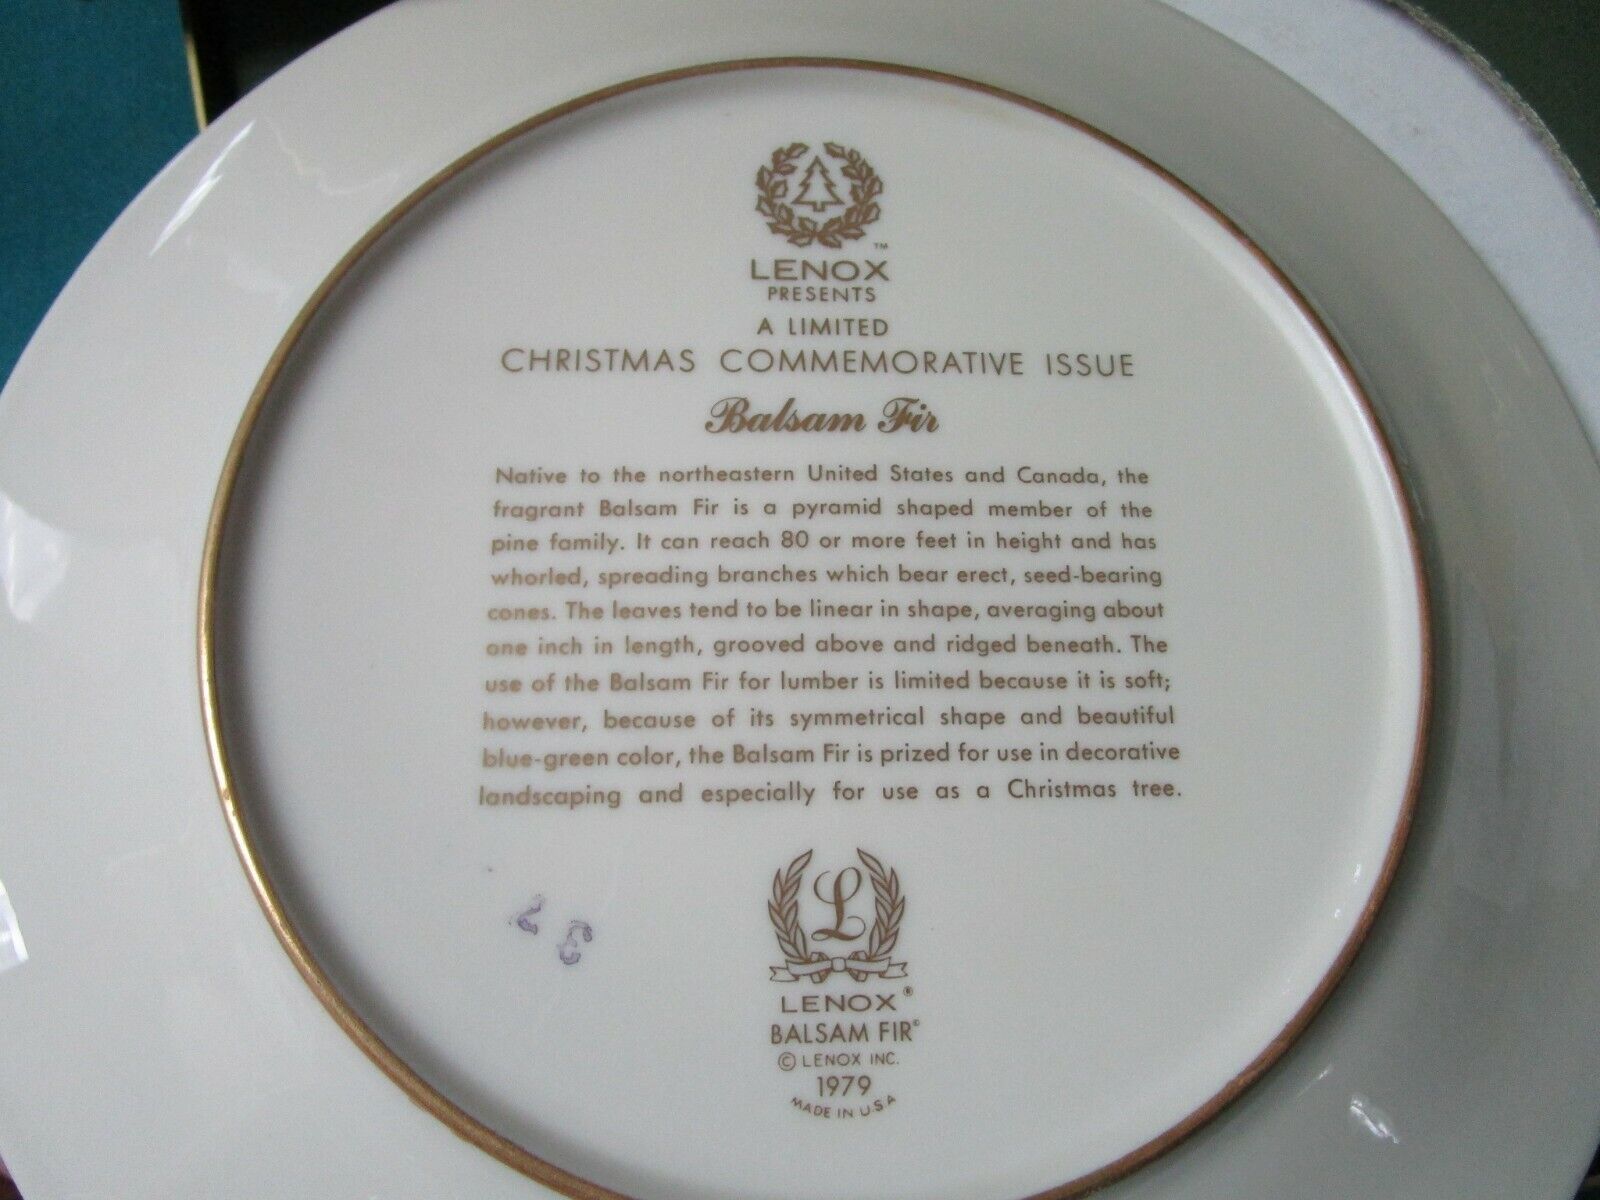 ™
LENOX
PRESENTS
A LIMITED
CHRISTMAS COMMEMORATIVE ISSUE
Balsam Fir
Native to the northeastern United States and Canada, the
fragrant Balsam Fir is a pyramid shaped member of the
pine family. It can reach 80 or more feet in height and has
whorled, spreading branches which bear erect, seed-bearing
cones. The leaves tend to be linear in shape, averaging about
one inch in length, grooved above and ridged beneath. The
use of the Balsam Fir for lumber is limited because it is soft;
however, because of its symmetrical shape and beautiful
blue-green color, the Balsam Fir is prized for use in decorative
landscaping and especially for use as a Christmas tree.
L
LENOX®
BALSAM FIR©
© LENOX INC.
1979
MADE IN U.S.A